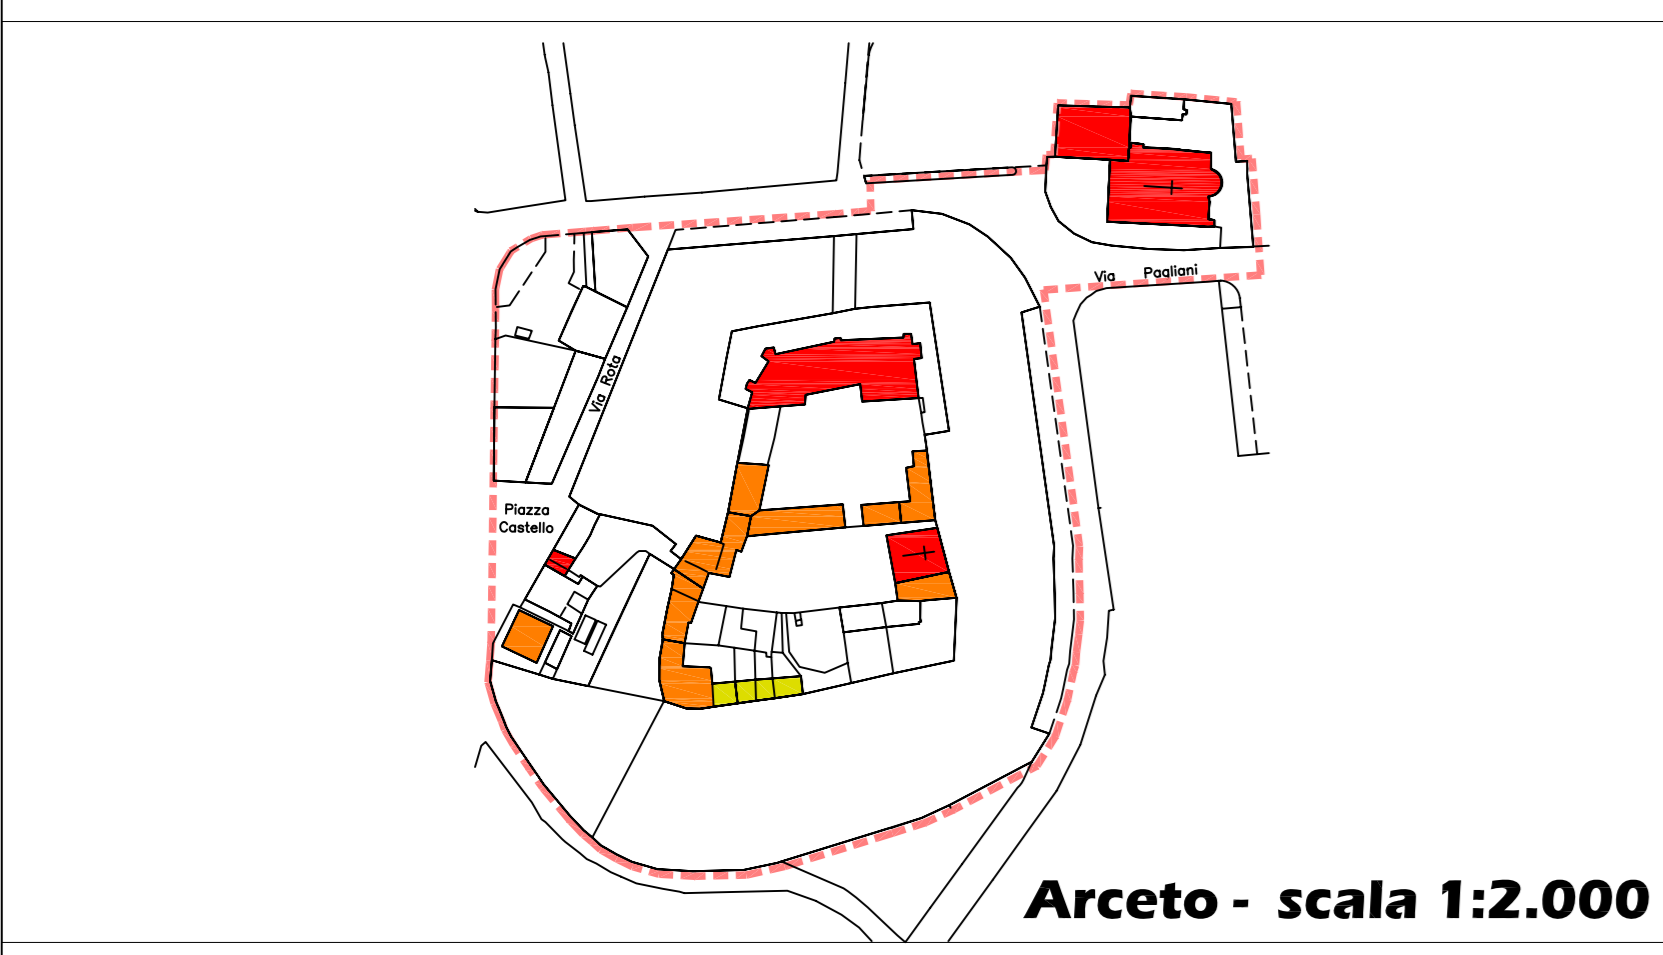 Via Pagliani
Via Rota
Piazza
Castello
Arceto - scala 1:2.000